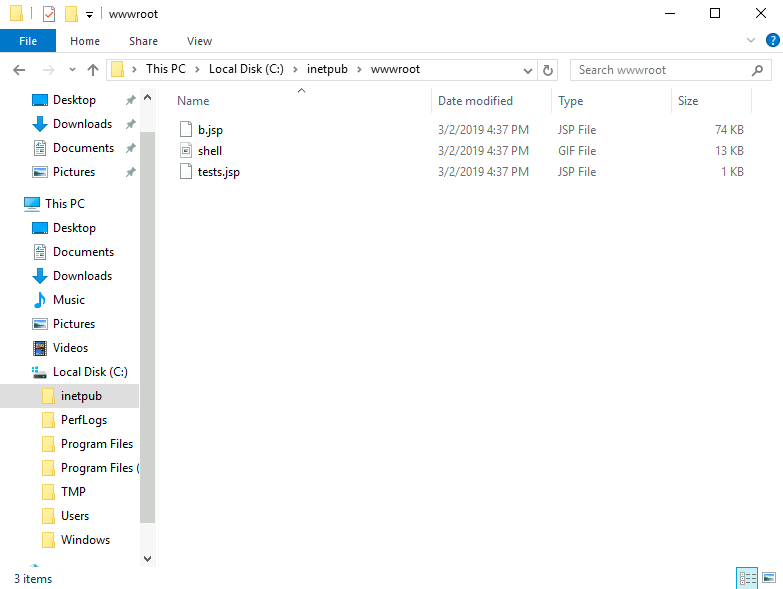 wwwroot
File Home Share View
This PC Local Disk (C:) inetpub wwwroot Search wwwroot
Name Date modified Type Size
b.jsp 3/2/2019 4:37 PM JSP File 74 KB
shell 3/2/2019 4:37 PM GIF File 13 KB
tests.jsp 3/2/2019 4:37 PM JSP File 1 KB
Desktop
Downloads
Documents
Pictures
This PC
Desktop
Documents
Downloads
Music
Pictures
Videos
Local Disk (C:)
inetpub
PerfLogs
Program Files
Program Files (
TMP
Users
Windows
3 items